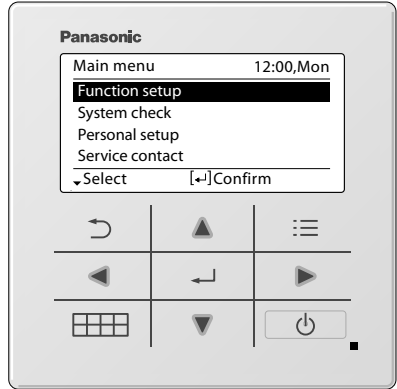 Panasonic
Main menu 12:00,Mon
Function setup
System check
Personal setup
Service contact
Select [↵]Confirm